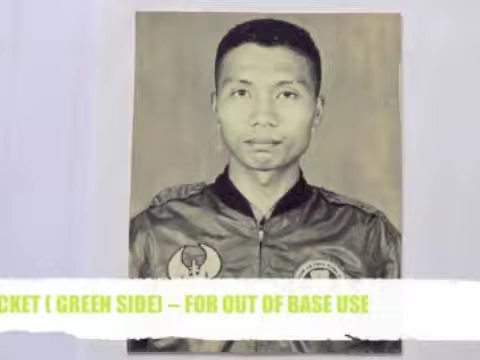 CKET ( GREEN SIDE) – FOR OUT OF BASE USE